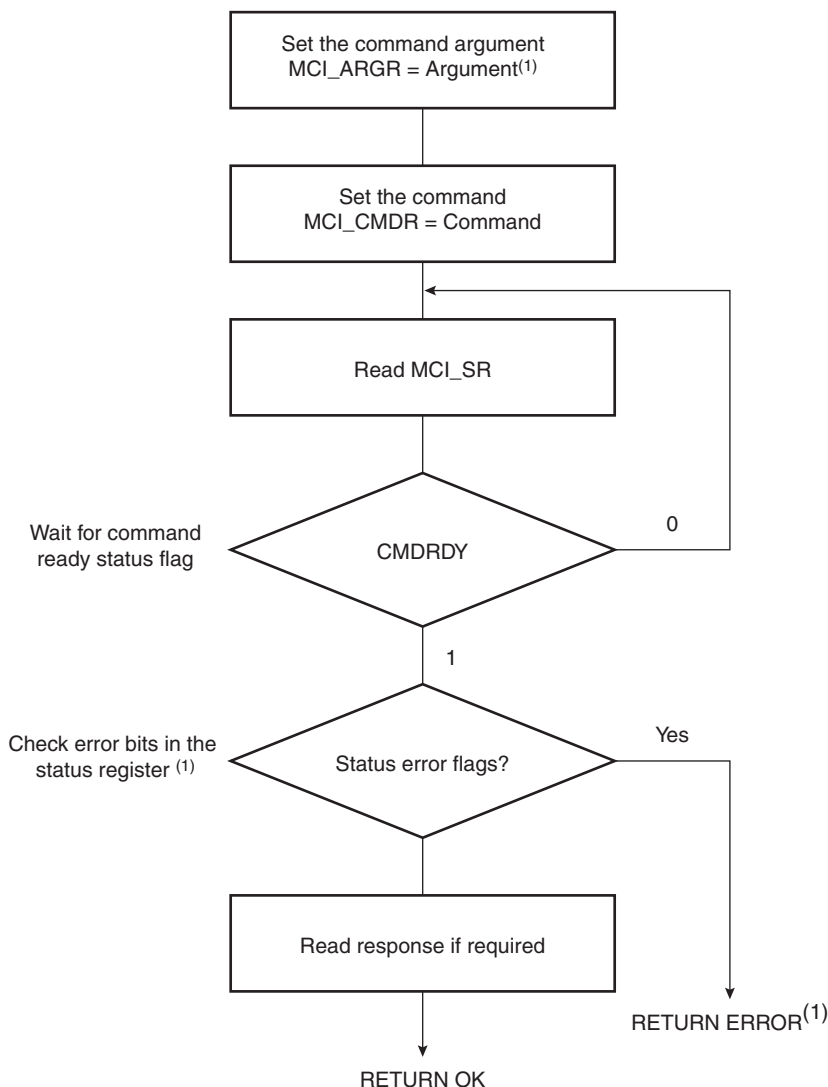 Set the command argument
MCI_ARGR = Argument(1)
Set the command
MCI_CMDR = Command
Read MCI_SR
Wait for command
ready status flag
CMDRDY
0
1
Check error bits in the
status register (1)
Status error flags?
Yes
Read response if required
RETURN ERROR(1)
RETURN OK